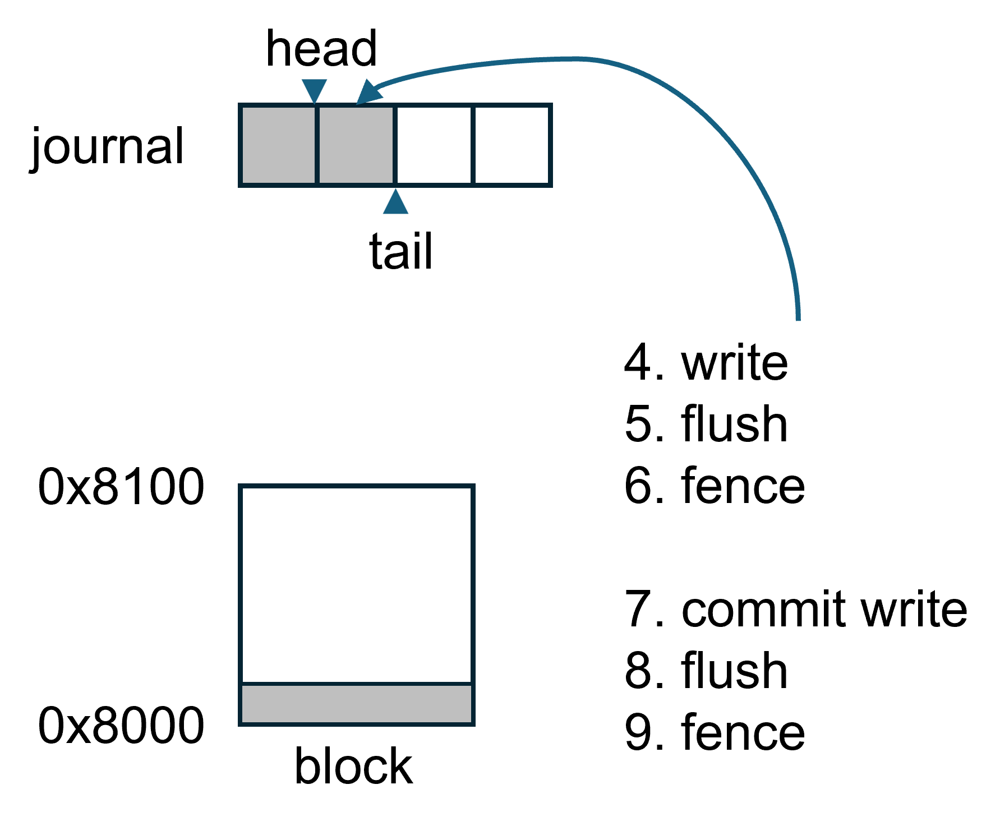 head
journal
tail
4. write
5. flush
6. fence
0x8100
7. commit write
8. flush
9. fence
0x8000
block